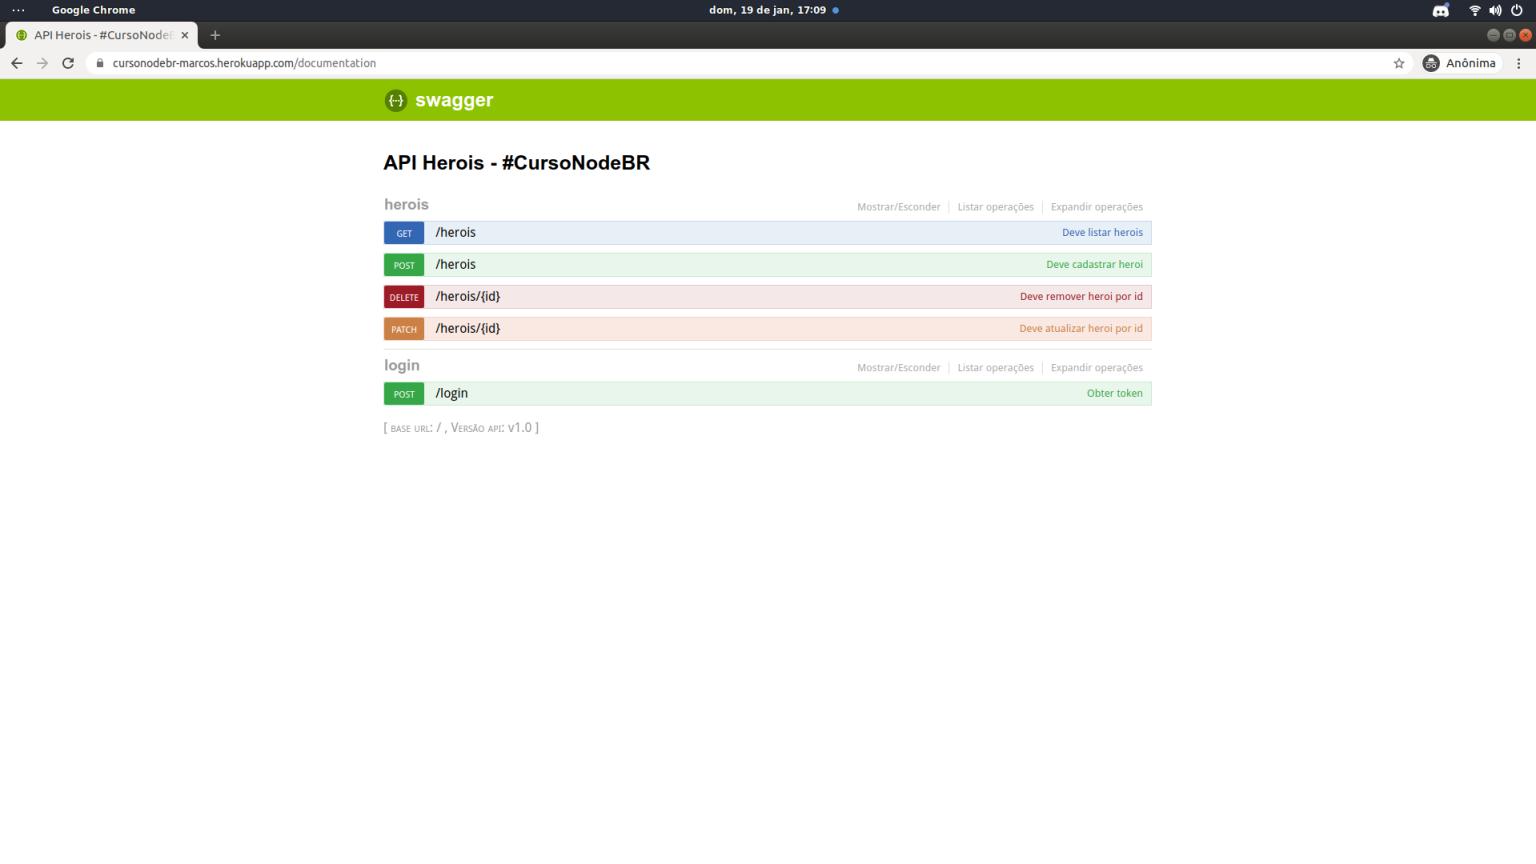 Google Chrome dom, 19 de jan, 17:09
API Herois - #CursoNodeB
cursonodebr-marcos.herokuapp.com/documentation Anônima
swagger
API Herois - #CursoNodeBR
herois Mostrar/Esconder Listar operações Expandir operações
GET /herois Deve listar herois
POST /herois Deve cadastrar heroi
DELETE /herois/{id} Deve remover heroi por id
PATCH /herois/{id} Deve atualizar heroi por id
login Mostrar/Esconder Listar operações Expandir operações
POST /login Obter token
[ BASE URL: / , VERSÃO API: v1.0 ]